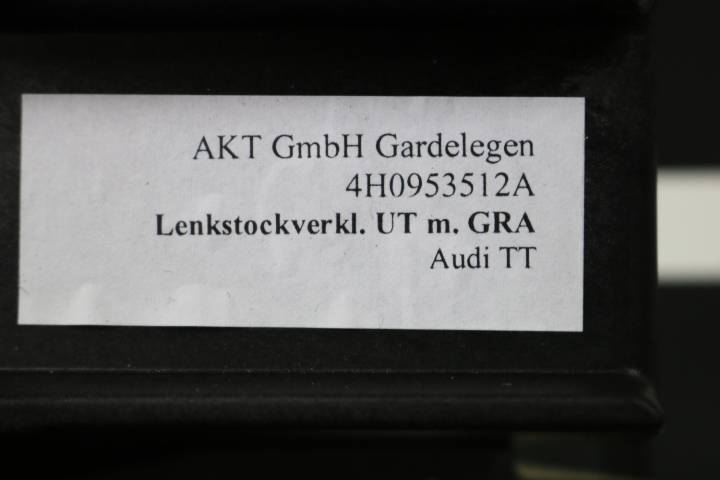 AKT GmbH Gardelegen
4H0953512A
Lenkstockverkl. UT m. GRA
Audi TT